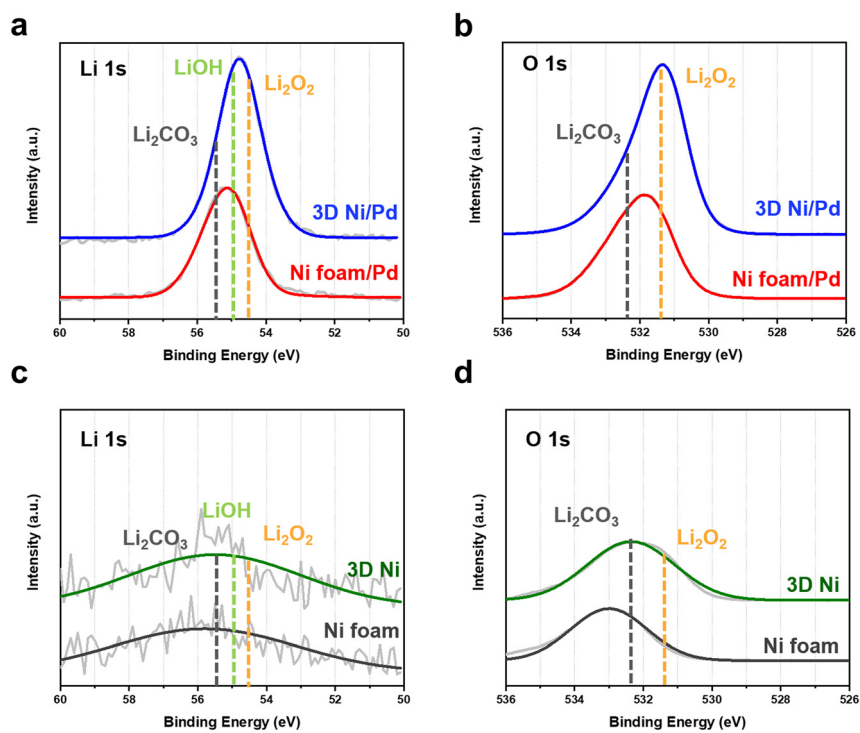 a
Li 1s
LiOH
Li₂O₂
Li₂CO₃
3D Ni/Pd
Ni foam/Pd
Intensity (a.u.)
60 58 56 54 52 50
Binding Energy (eV)
b
O 1s
Li₂O₂
Li₂CO₃
3D Ni/Pd
Ni foam/Pd
Intensity (a.u.)
536 534 532 530 528 526
Binding Energy (eV)
c
Li 1s
LiOH
Li₂CO₃
Li₂O₂
3D Ni
Ni foam
Intensity (a.u.)
60 58 56 54 52 50
Binding Energy (eV)
d
O 1s
Li₂CO₃
Li₂O₂
3D Ni
Ni foam
Intensity (a.u.)
536 534 532 530 528 526
Binding Energy (eV)